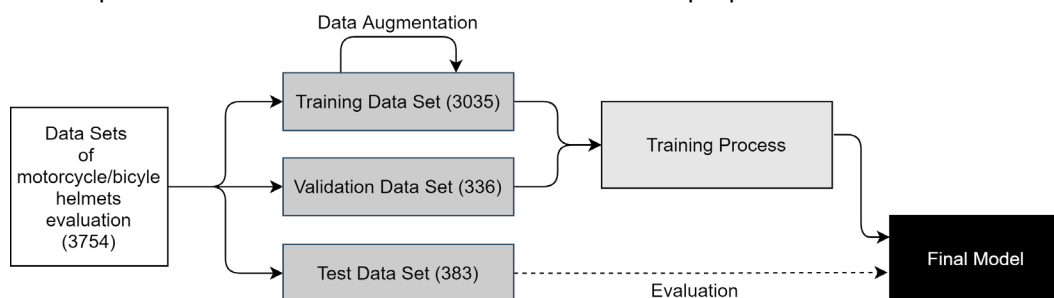 Data Augmentation
Training Data Set (3035)
Data Sets
of
motorcycle/bicyle
helmets
evaluation
(3754)
Validation Data Set (336)
Test Data Set (383)
Training Process
Evaluation
Final Model